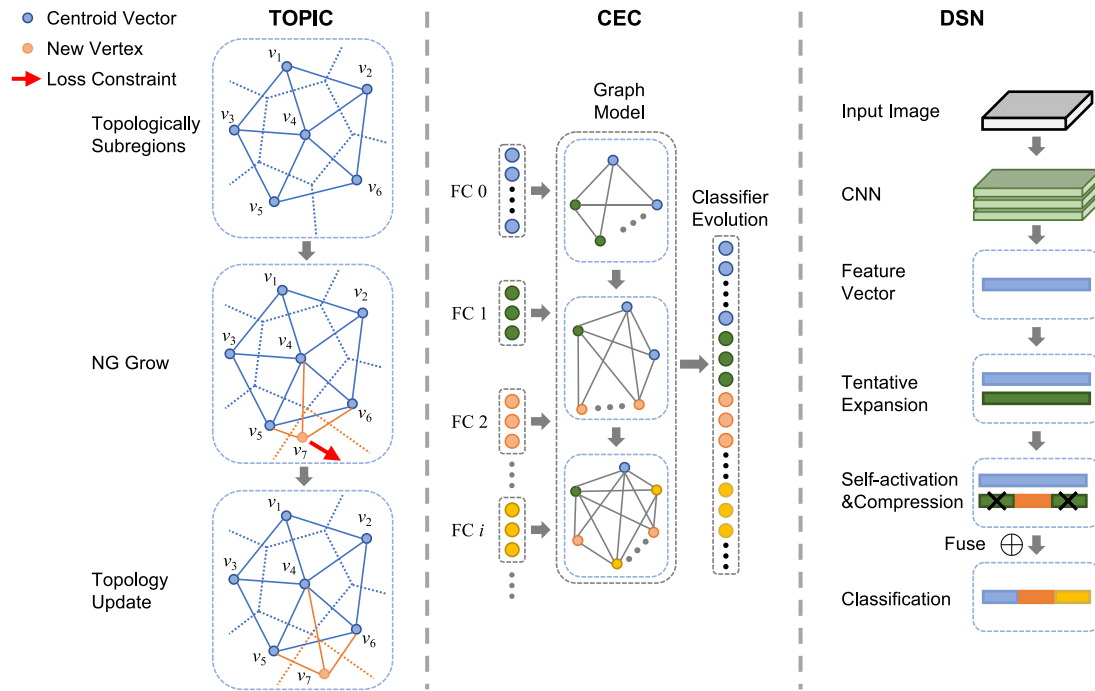 Centroid Vector
New Vertex
Loss Constraint
TOPIC
v1
v2
v3
v4
v5
v6
Topologically
Subregions
v1
v2
v3
v4
v5
v6
v7
NG Grow
v1
v2
v3
v4
v5
v6
v7
Topology
Update
CEC
Graph
Model
FC 0
FC 1
FC 2
FC i
Classifier
Evolution
DSN
Input Image
CNN
Feature
Vector
Tentative
Expansion
Self-activation
&Compression
Fuse
Classification